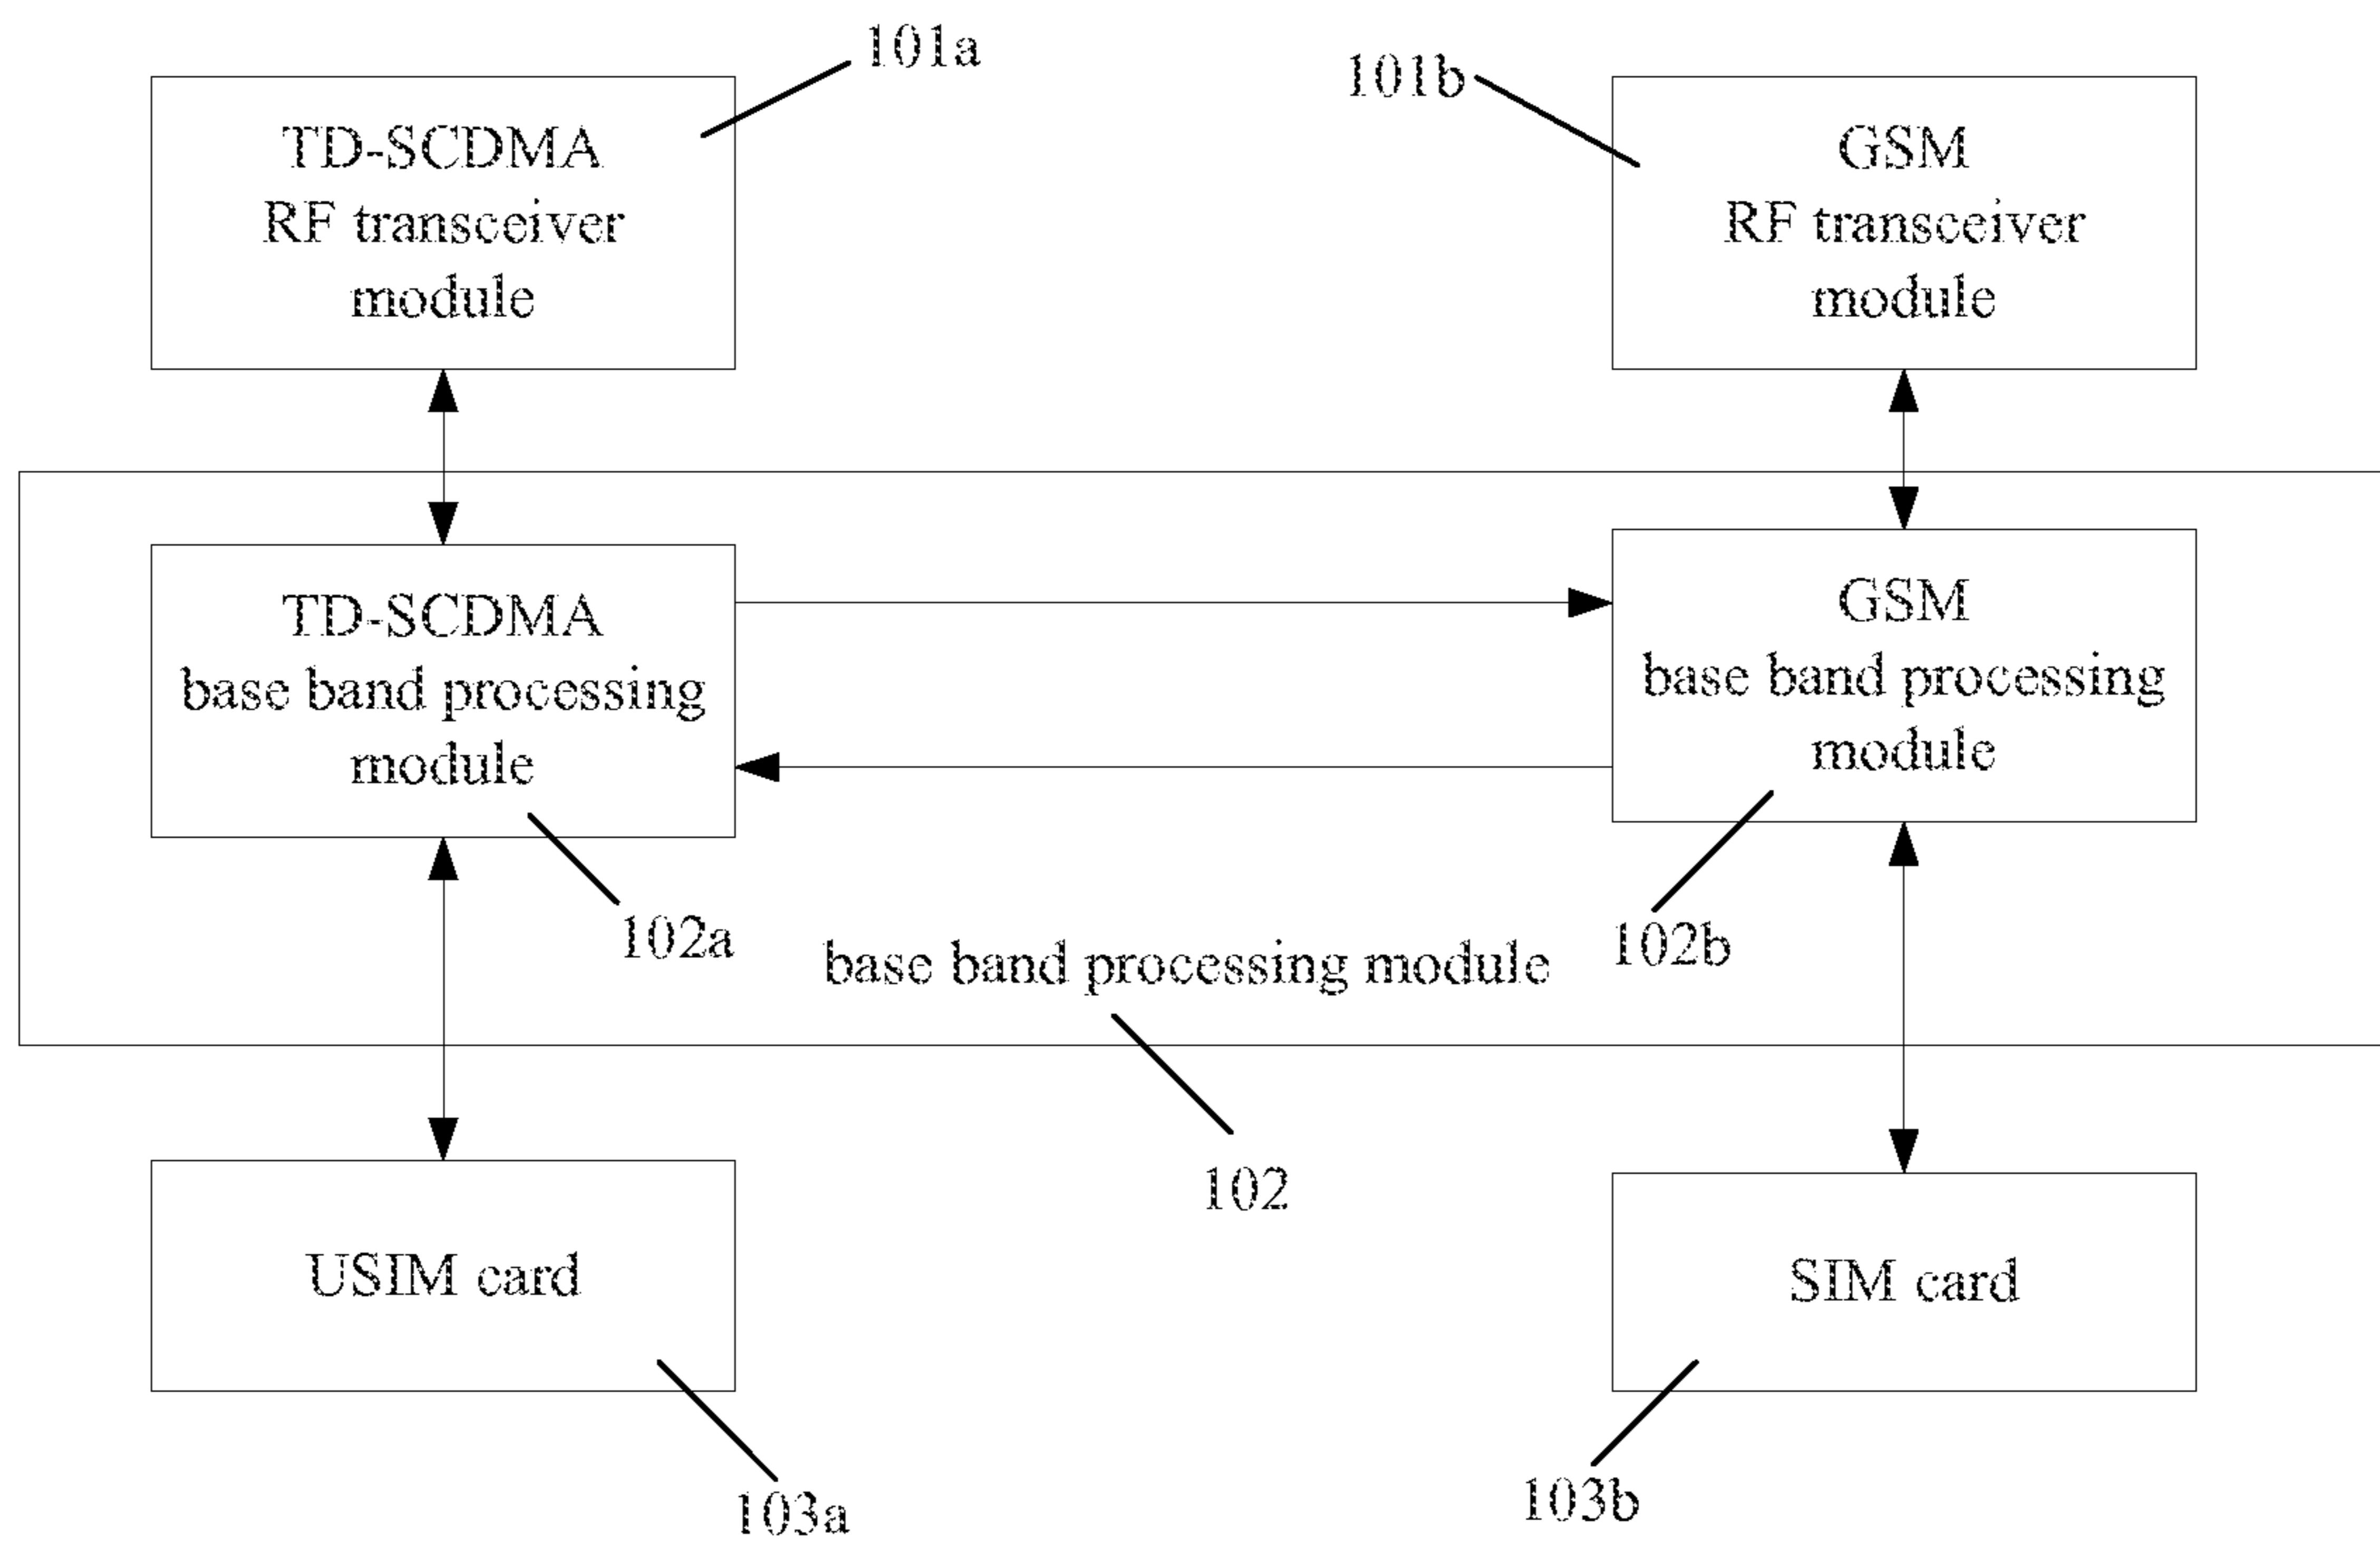 101a
101b
TD-SCDMA
RF transceiver
module
GSM
RF transceiver
module
TD-SCDMA
base band processing
module
GSM
base band processing
module
102a
102b
base band processing module
102
USIM card
SIM card
103a
103b